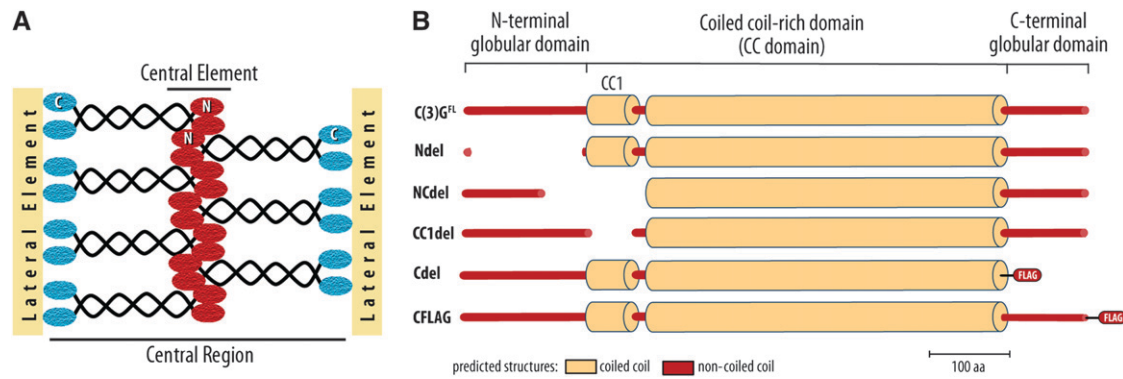 A
Central Element
Lateral Element
C
N
N
C
Lateral Element
Central Region
B
N-terminal
globular domain
Coiled coil-rich domain
(CC domain)
C-terminal
globular domain
CC1
C(3)G^FL
Ndel
NCdel
CC1del
Cdel
FLAG
CFLAG
FLAG
predicted structures: coiled coil non-coiled coil
100 aa